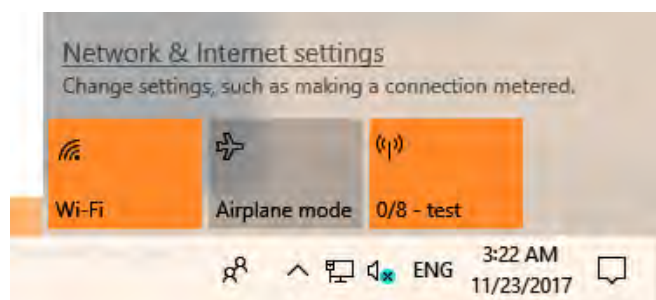 Network & Internet settings
Change settings, such as making a connection metered.
Wi-Fi Airplane mode 0/8 - test
ENG 3:22 AM
11/23/2017